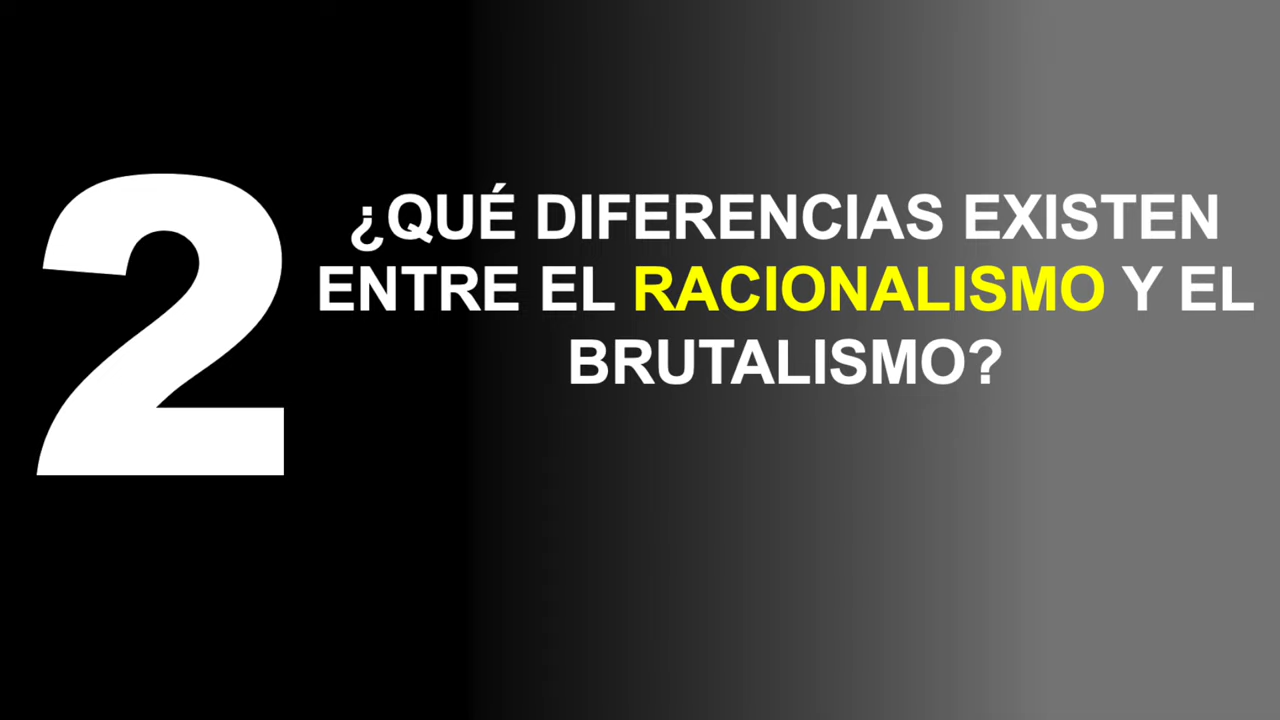 2
¿QUÉ DIFERENCIAS EXISTEN
ENTRE EL RACIONALISMO Y EL
BRUTALISMO?